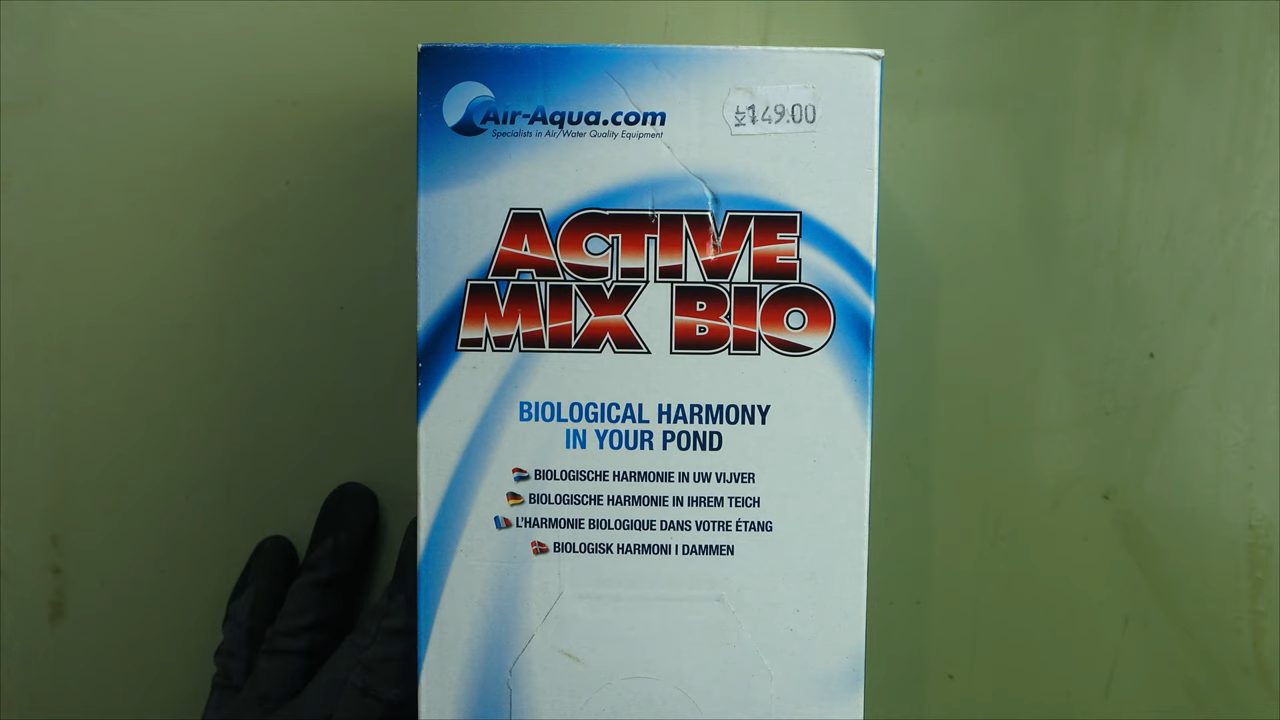 Air-Aqua.com
Specialists in Air/Water Quality Equipment
Kr 149.00
ACTIVE
MIX BIO
BIOLOGICAL HARMONY
IN YOUR POND
BIOLOGISCHE HARMONIE IN UW VIJVER
BIOLOGISCHE HARMONIE IN IHREM TEICH
L'HARMONIE BIOLOGIQUE DANS VOTRE ÉTANG
BIOLOGISK HARMONI I DAMMEN